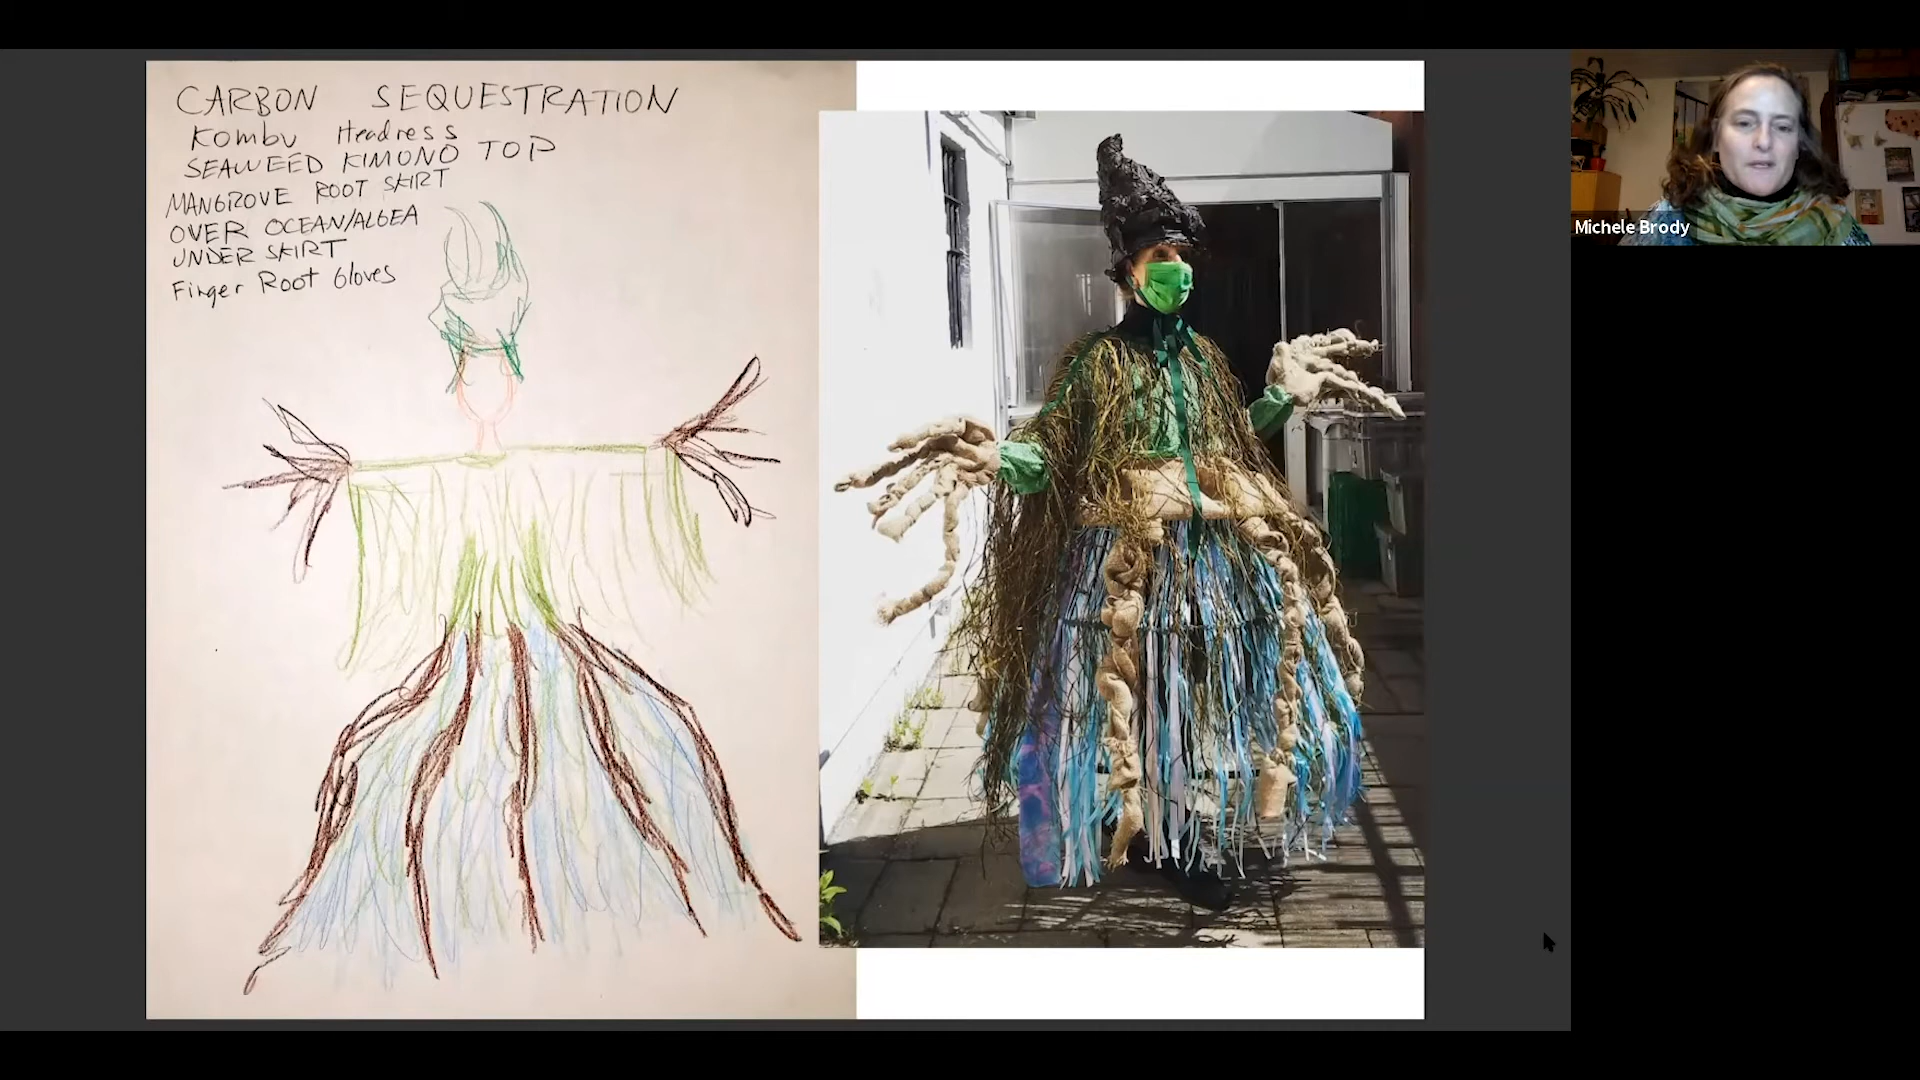 CARBON SEQUESTRATION
Kombu Headress
SEAWEED KIMONO TOP
MANGROVE ROOT SKIRT
OVER OCEAN/ALGEA
UNDER SKIRT
Finger Root Gloves
Michele Brody